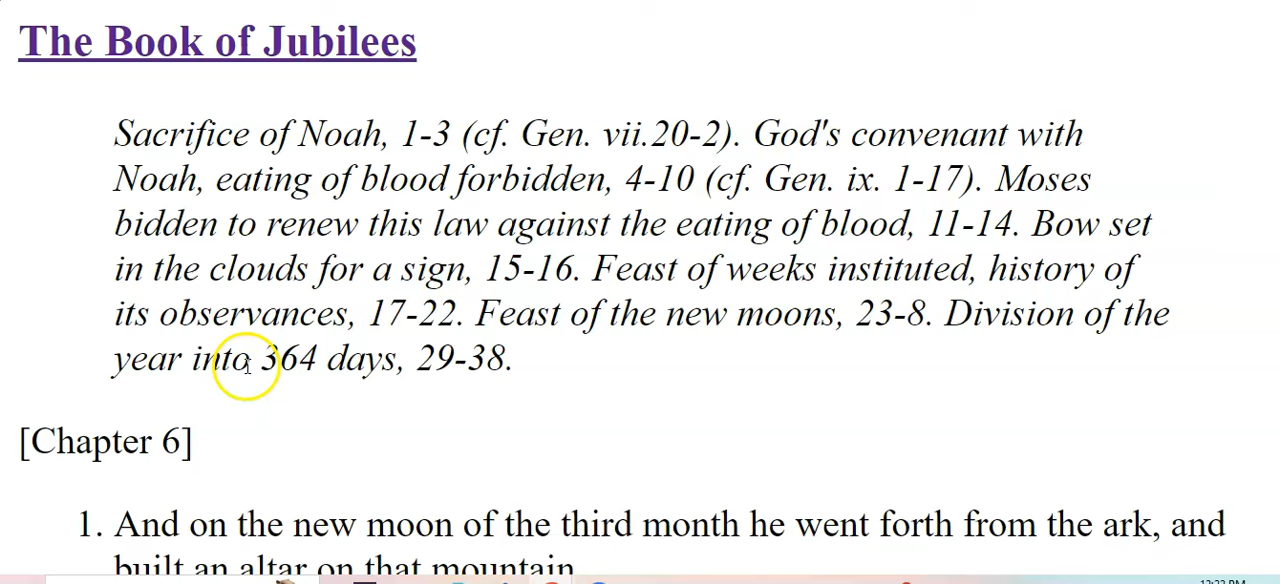 The Book of Jubilees
Sacrifice of Noah, 1-3 (cf. Gen. vii.20-2). God's convenant with
Noah, eating of blood forbidden, 4-10 (cf. Gen. ix. 1-17). Moses
bidden to renew this law against the eating of blood, 11-14. Bow set
in the clouds for a sign, 15-16. Feast of weeks instituted, history of
its observances, 17-22. Feast of the new moons, 23-8. Division of the
year into 364 days, 29-38.
[Chapter 6]
1. And on the new moon of the third month he went forth from the ark, and
built an altar on that mountain